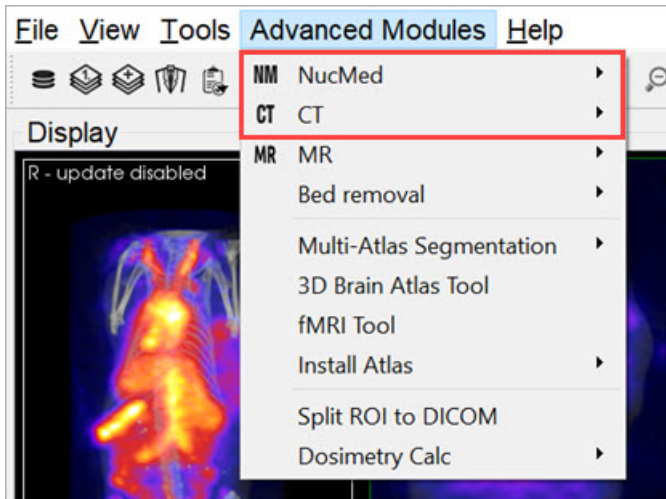 File View Tools Advanced Modules Help
NM NucMed
CT CT
MR MR
Bed removal
Multi-Atlas Segmentation
3D Brain Atlas Tool
fMRI Tool
Install Atlas
Split ROI to DICOM
Dosimetry Calc
Display
R - update disabled